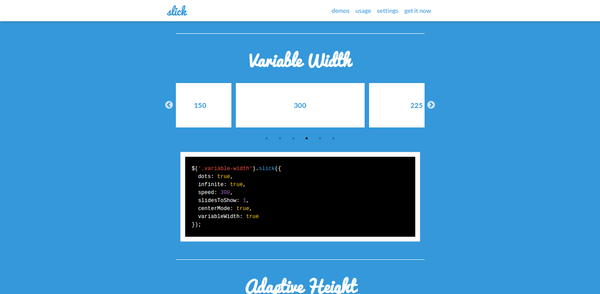 slick
demos usage settings get it now
Variable Width
150 300 225
$('.variable-width').slick({
dots: true,
infinite: true,
speed: 300,
slidesToShow: 1,
centerMode: true,
variableWidth: true
});
Adaptive Height